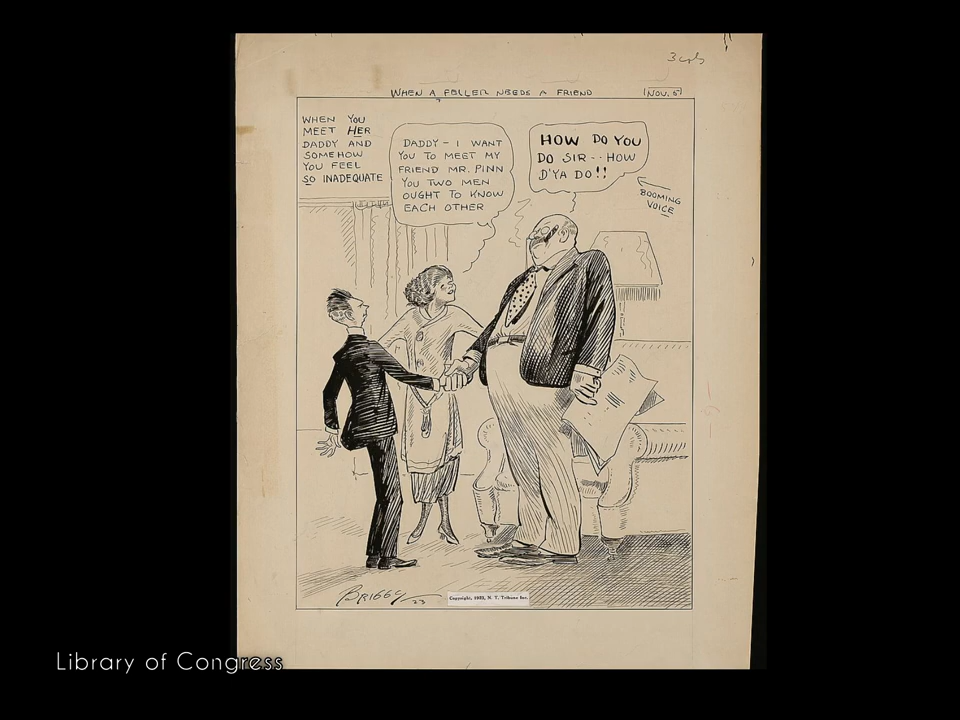 3 cols
WHEN A FELLER NEEDS A FRIEND
NOV. 5
WHEN YOU
MEET HER
DADDY AND
SOMEHOW
YOU FEEL
SO INADEQUATE
DADDY - I WANT
YOU TO MEET MY
FRIEND MR. PINN
YOU TWO MEN
OUGHT TO KNOW
EACH OTHER
HOW DO YOU
DO SIR -- HOW
D'YA DO!!
BOOMING
VOICE
BRIGGS
23
Copyright, 1923, N. Y. Tribune Inc.
Library of Congress